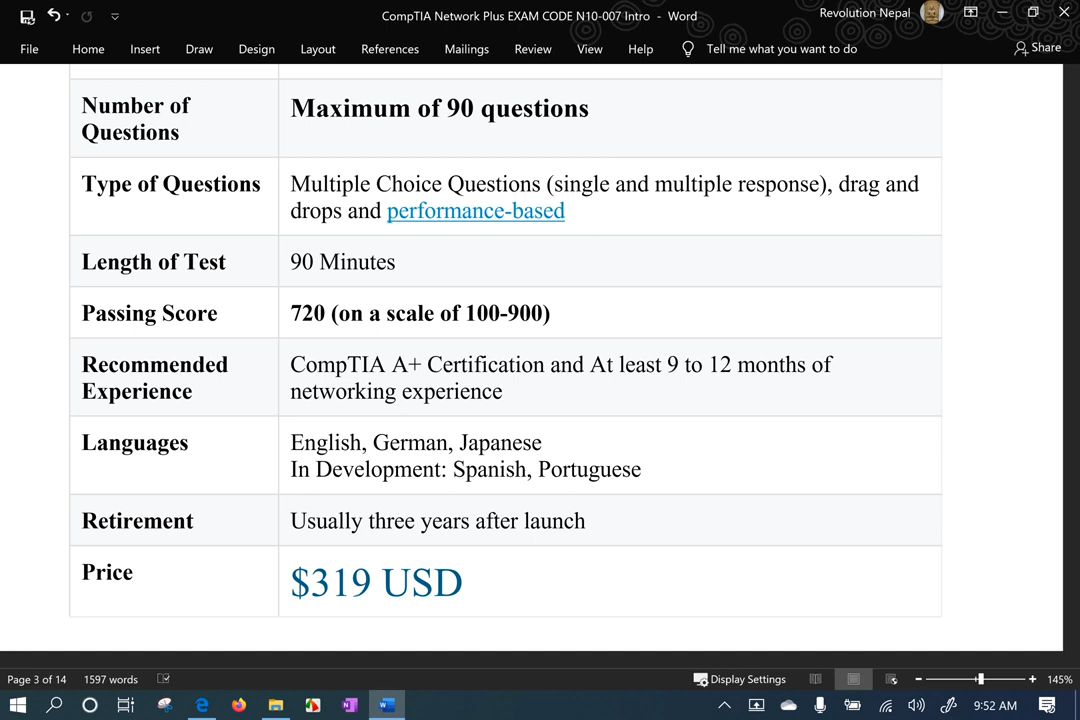 CompTIA Network Plus EXAM CODE N10-007 Intro - Word
Revolution Nepal
File Home Insert Draw Design Layout References Mailings Review View Help Tell me what you want to do Share
Number of Questions
Maximum of 90 questions
Type of Questions
Multiple Choice Questions (single and multiple response), drag and
drops and performance-based
Length of Test
90 Minutes
Passing Score
720 (on a scale of 100-900)
Recommended
Experience
CompTIA A+ Certification and At least 9 to 12 months of
networking experience
Languages
English, German, Japanese
In Development: Spanish, Portuguese
Retirement
Usually three years after launch
Price
$319 USD
Page 3 of 14 1597 words Display Settings 145%
9:52 AM